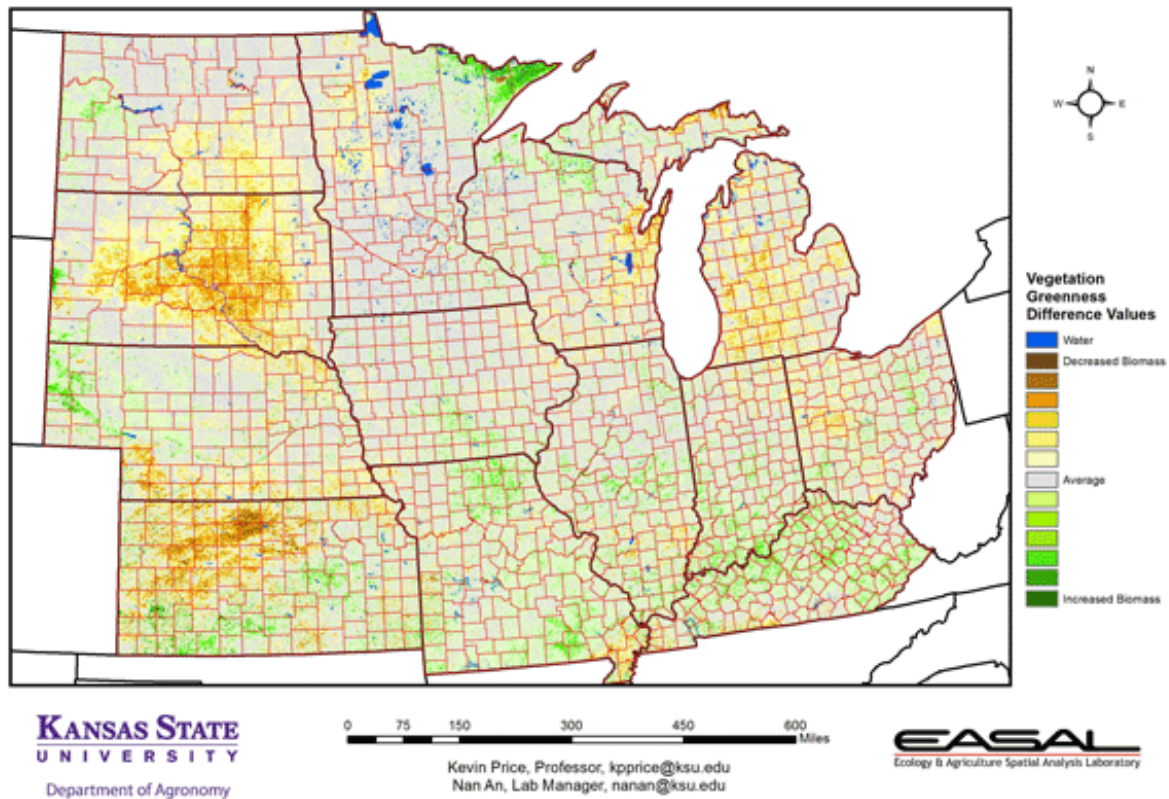 N
W E
S
Vegetation
Greenness
Difference Values
Water
Decreased Biomass
Average
Increased Biomass
KANSAS STATE
UNIVERSITY
Department of Agronomy
0 75 150 300 450 600
Miles
Kevin Price, Professor, kpprice@ksu.edu
Nan An, Lab Manager, nanan@ksu.edu
EASAL
Ecology & Agriculture Spatial Analysis Laboratory